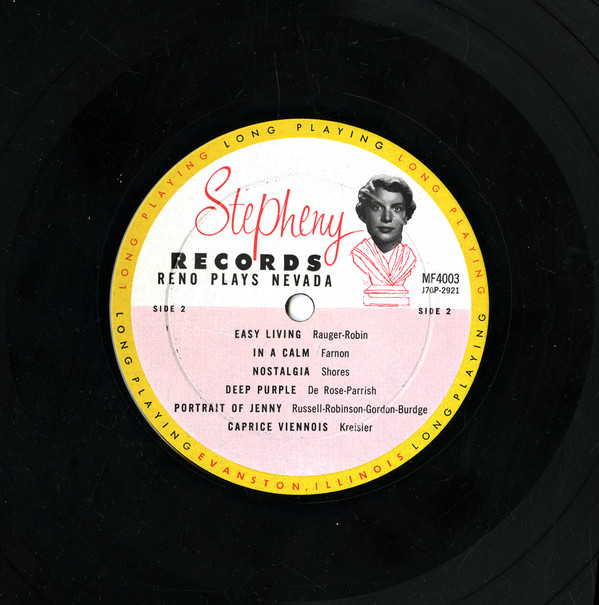 LONG PLAYING LONG PLAYING LONG PLAYING LONG PLAYING EVANSTON, ILLINOIS LONG PLAYING
Stepheny
RECORDS
RENO PLAYS NEVADA
MF4003
J7OP-2921
SIDE 2 SIDE 2
EASY LIVING Rauger-Robin
IN A CALM Farnon
NOSTALGIA Shores
DEEP PURPLE De Rose-Parrish
PORTRAIT OF JENNY Russell-Robinson-Gordon-Burdge
CAPRICE VIENNOIS Kreisler